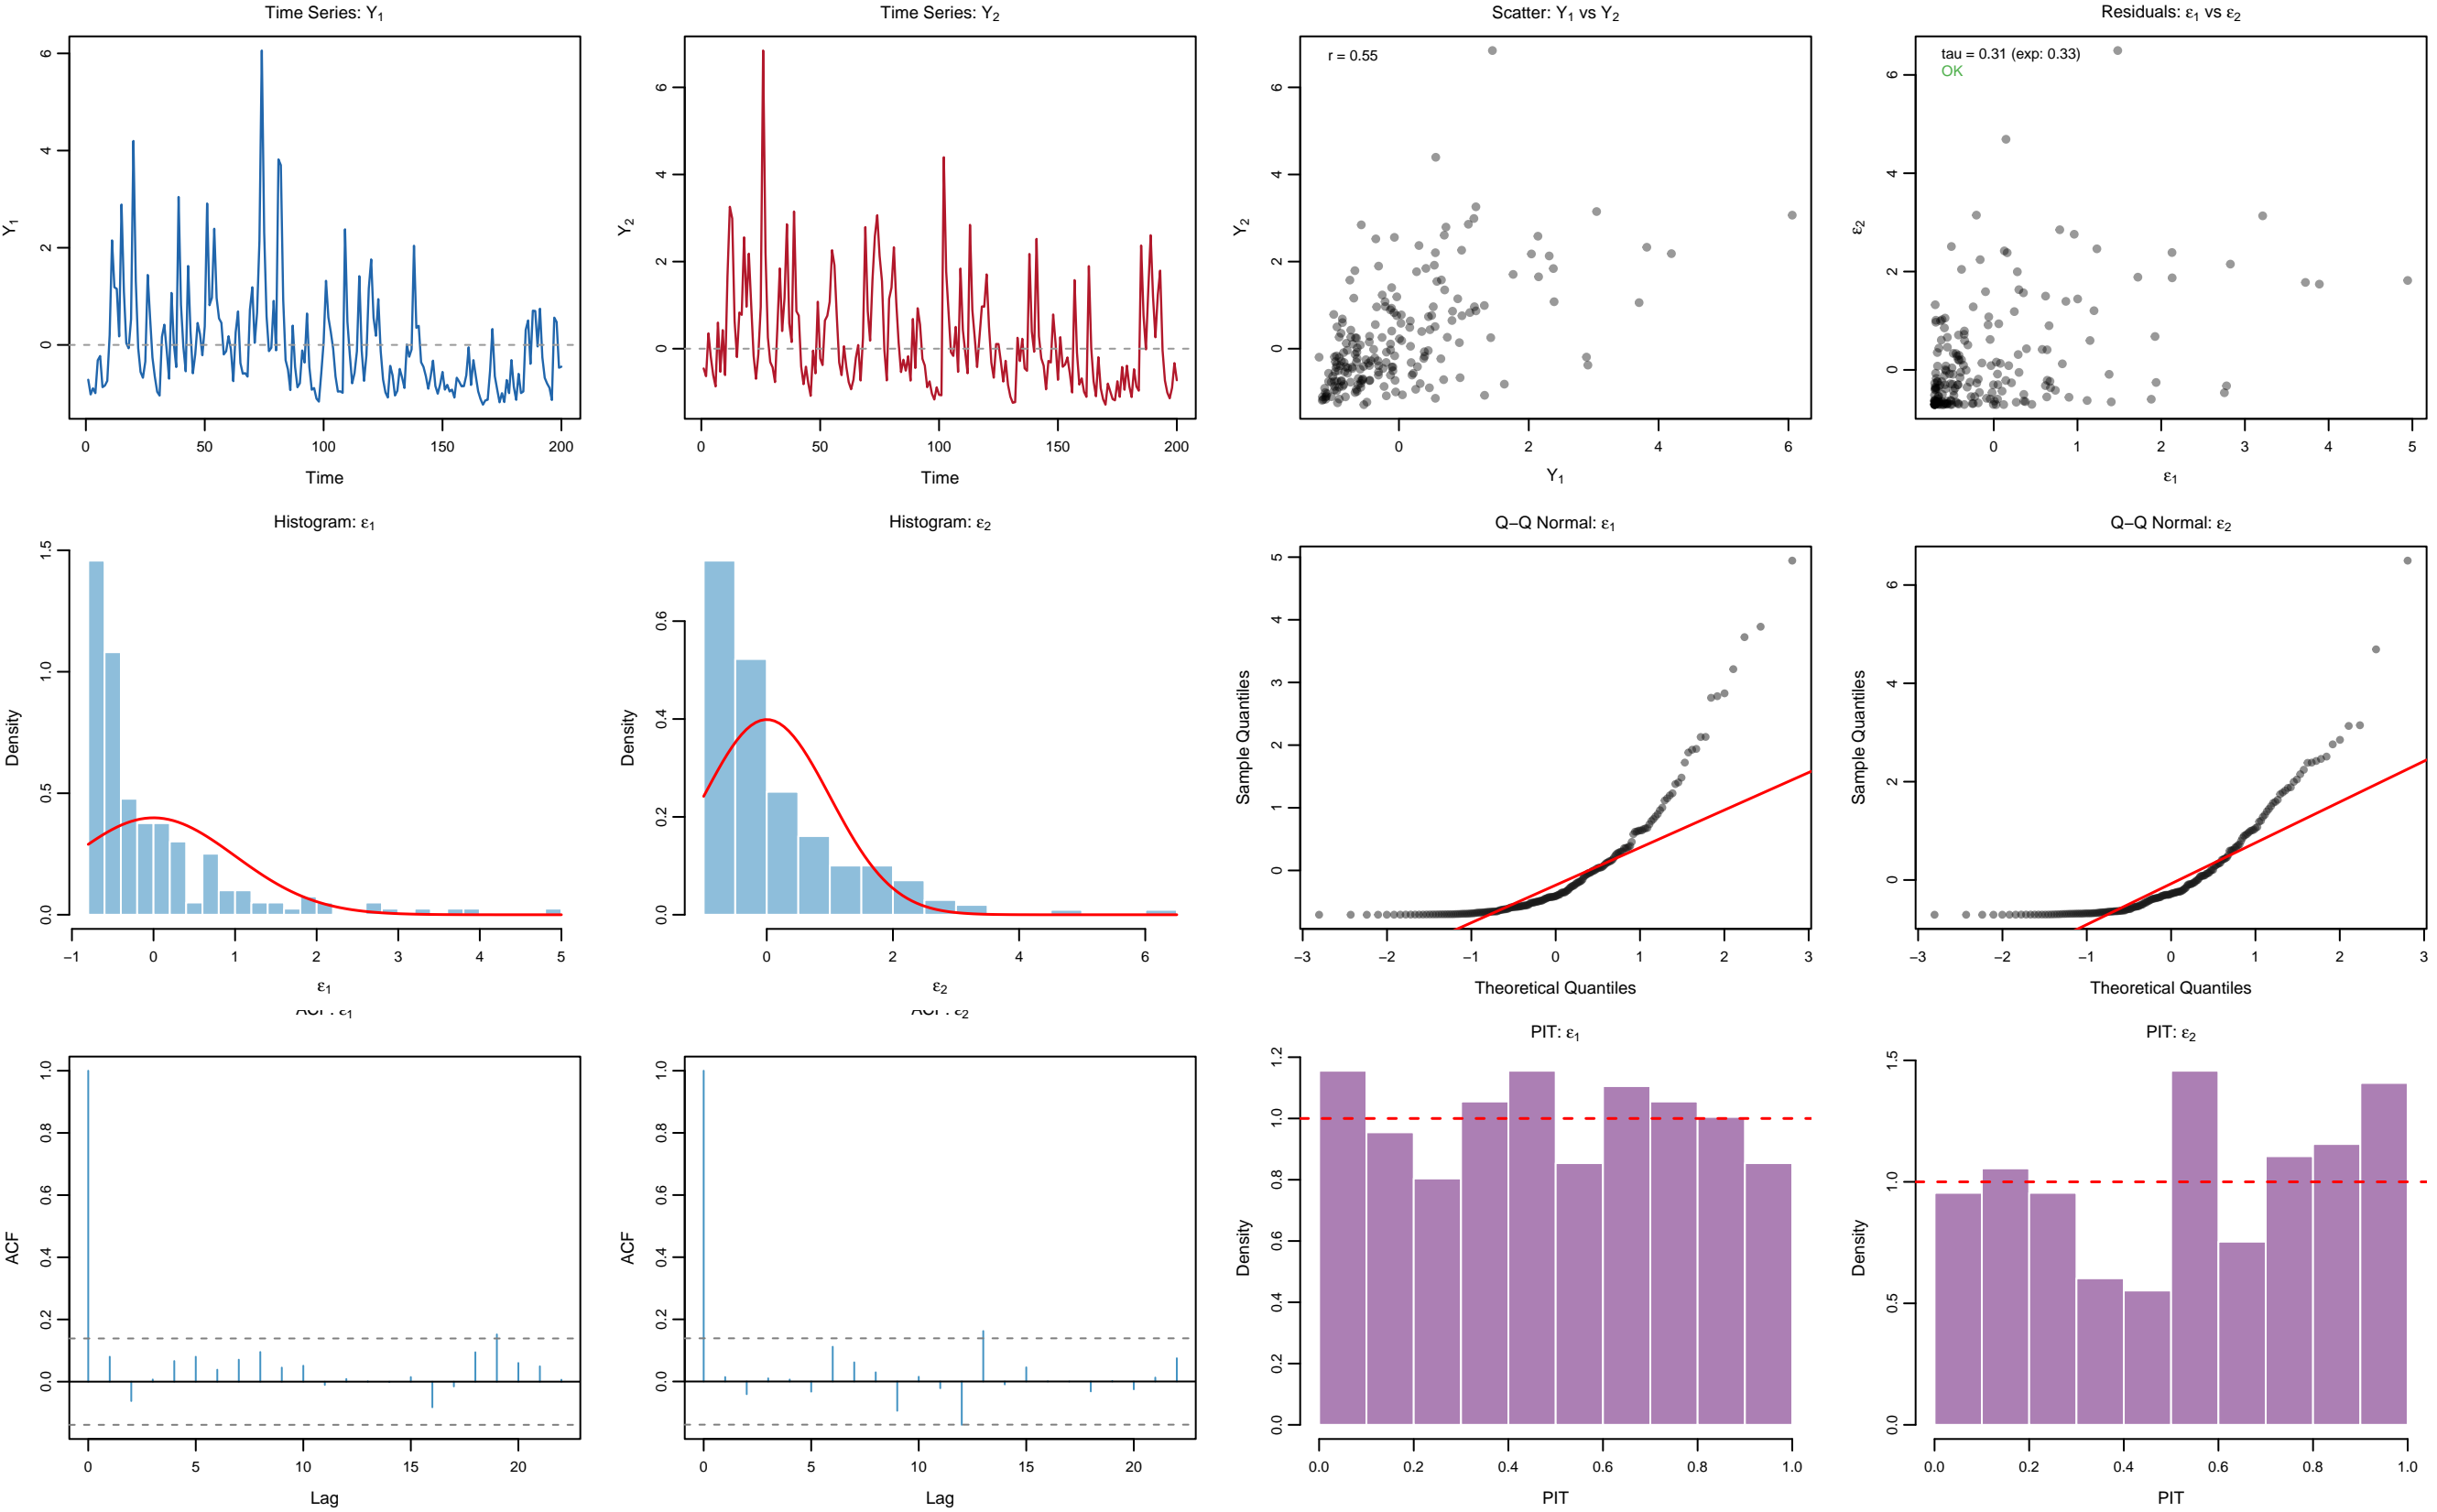 Time Series: Y1
Y1
6
4
2
0
0 50 100 150 200
Time
Time Series: Y2
Y2
6
4
2
0
0 50 100 150 200
Time
Scatter: Y1 vs Y2
r = 0.55
Y2
6
4
2
0
0 2 4 6
Y1
Residuals: ε1 vs ε2
tau = 0.31 (exp: 0.33)
OK
ε2
6
4
2
0
0 1 2 3 4 5
ε1
Histogram: ε1
Density
1.5
1.0
0.5
0.0
−1 0 1 2 3 4 5
ε1
Histogram: ε2
Density
0.6
0.4
0.2
0.0
0 2 4 6
ε2
Q−Q Normal: ε1
Sample Quantiles
5
4
3
2
1
0
−3 −2 −1 0 1 2 3
Theoretical Quantiles
Q−Q Normal: ε2
Sample Quantiles
6
4
2
0
−3 −2 −1 0 1 2 3
Theoretical Quantiles
ACF: ε1
ACF
1.0
0.8
0.6
0.4
0.2
0.0
0 5 10 15 20
Lag
ACF: ε2
ACF
1.0
0.8
0.6
0.4
0.2
0.0
0 5 10 15 20
Lag
PIT: ε1
Density
1.2
1.0
0.8
0.6
0.4
0.2
0.0
0.0 0.2 0.4 0.6 0.8 1.0
PIT
PIT: ε2
Density
1.5
1.0
0.5
0.0
0.0 0.2 0.4 0.6 0.8 1.0
PIT